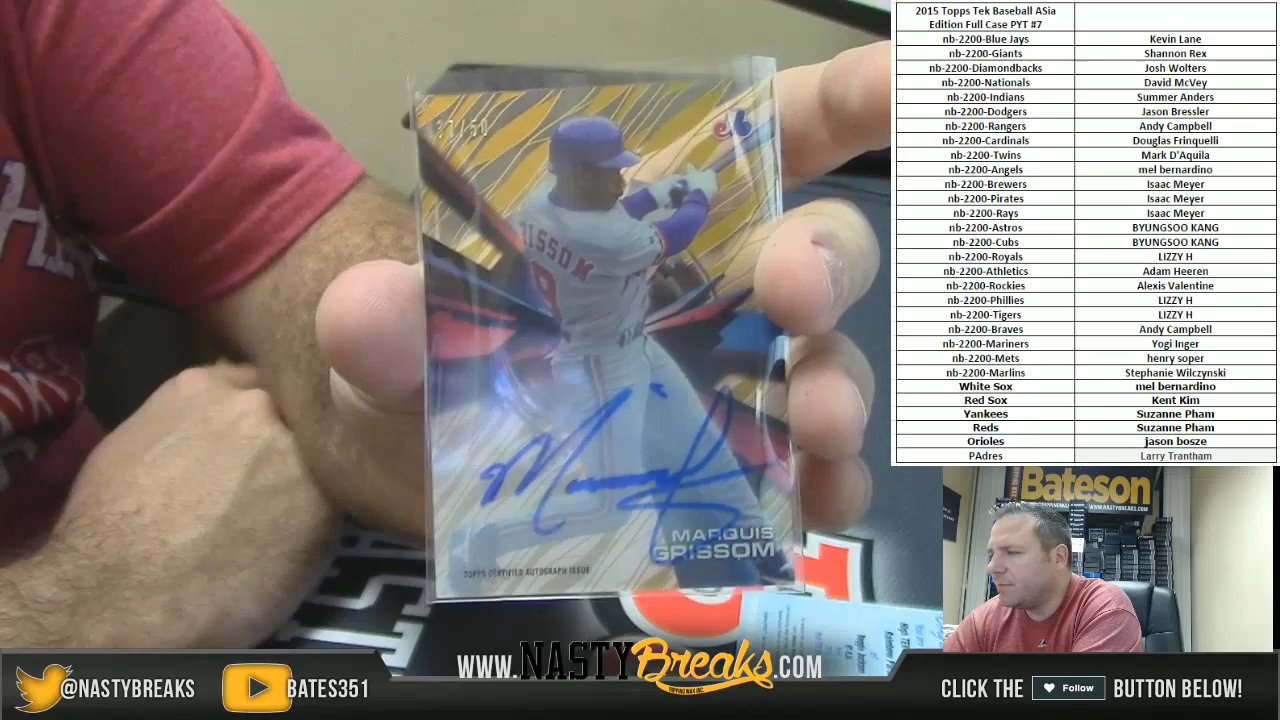 37/50
GRISSOM
9
MARQUIS
GRISSOM
TOPPS CERTIFIED AUTOGRAPH ISSUE
2015 Topps Tek Baseball ASia
Edition Full Case PYT #7
nb-2200-Blue Jays Kevin Lane
nb-2200-Giants Shannon Rex
nb-2200-Diamondbacks Josh Wolters
nb-2200-Nationals David McVey
nb-2200-Indians Summer Anders
nb-2200-Dodgers Jason Bressler
nb-2200-Rangers Andy Campbell
nb-2200-Cardinals Douglas Frinquelli
nb-2200-Twins Mark D'Aquila
nb-2200-Angels mel bernardino
nb-2200-Brewers Isaac Meyer
nb-2200-Pirates Isaac Meyer
nb-2200-Rays Isaac Meyer
nb-2200-Astros BYUNGSOO KANG
nb-2200-Cubs BYUNGSOO KANG
nb-2200-Royals LIZZY H
nb-2200-Athletics Adam Heeren
nb-2200-Rockies Alexis Valentine
nb-2200-Phillies LIZZY H
nb-2200-Tigers LIZZY H
nb-2200-Braves Andy Campbell
nb-2200-Mariners Yogi Inger
nb-2200-Mets henry soper
nb-2200-Marlins Stephanie Wilczynski
White Sox mel bernardino
Red Sox Kent Kim
Yankees Suzanne Pham
Reds Suzanne Pham
Orioles jason bosze
PAdres Larry Trantham
Bateson
WWW.NASTYBreaks.COM
RIPPING WAX INC.
@NASTYBREAKS
BATES351
CLICK THE Follow BUTTON BELOW!